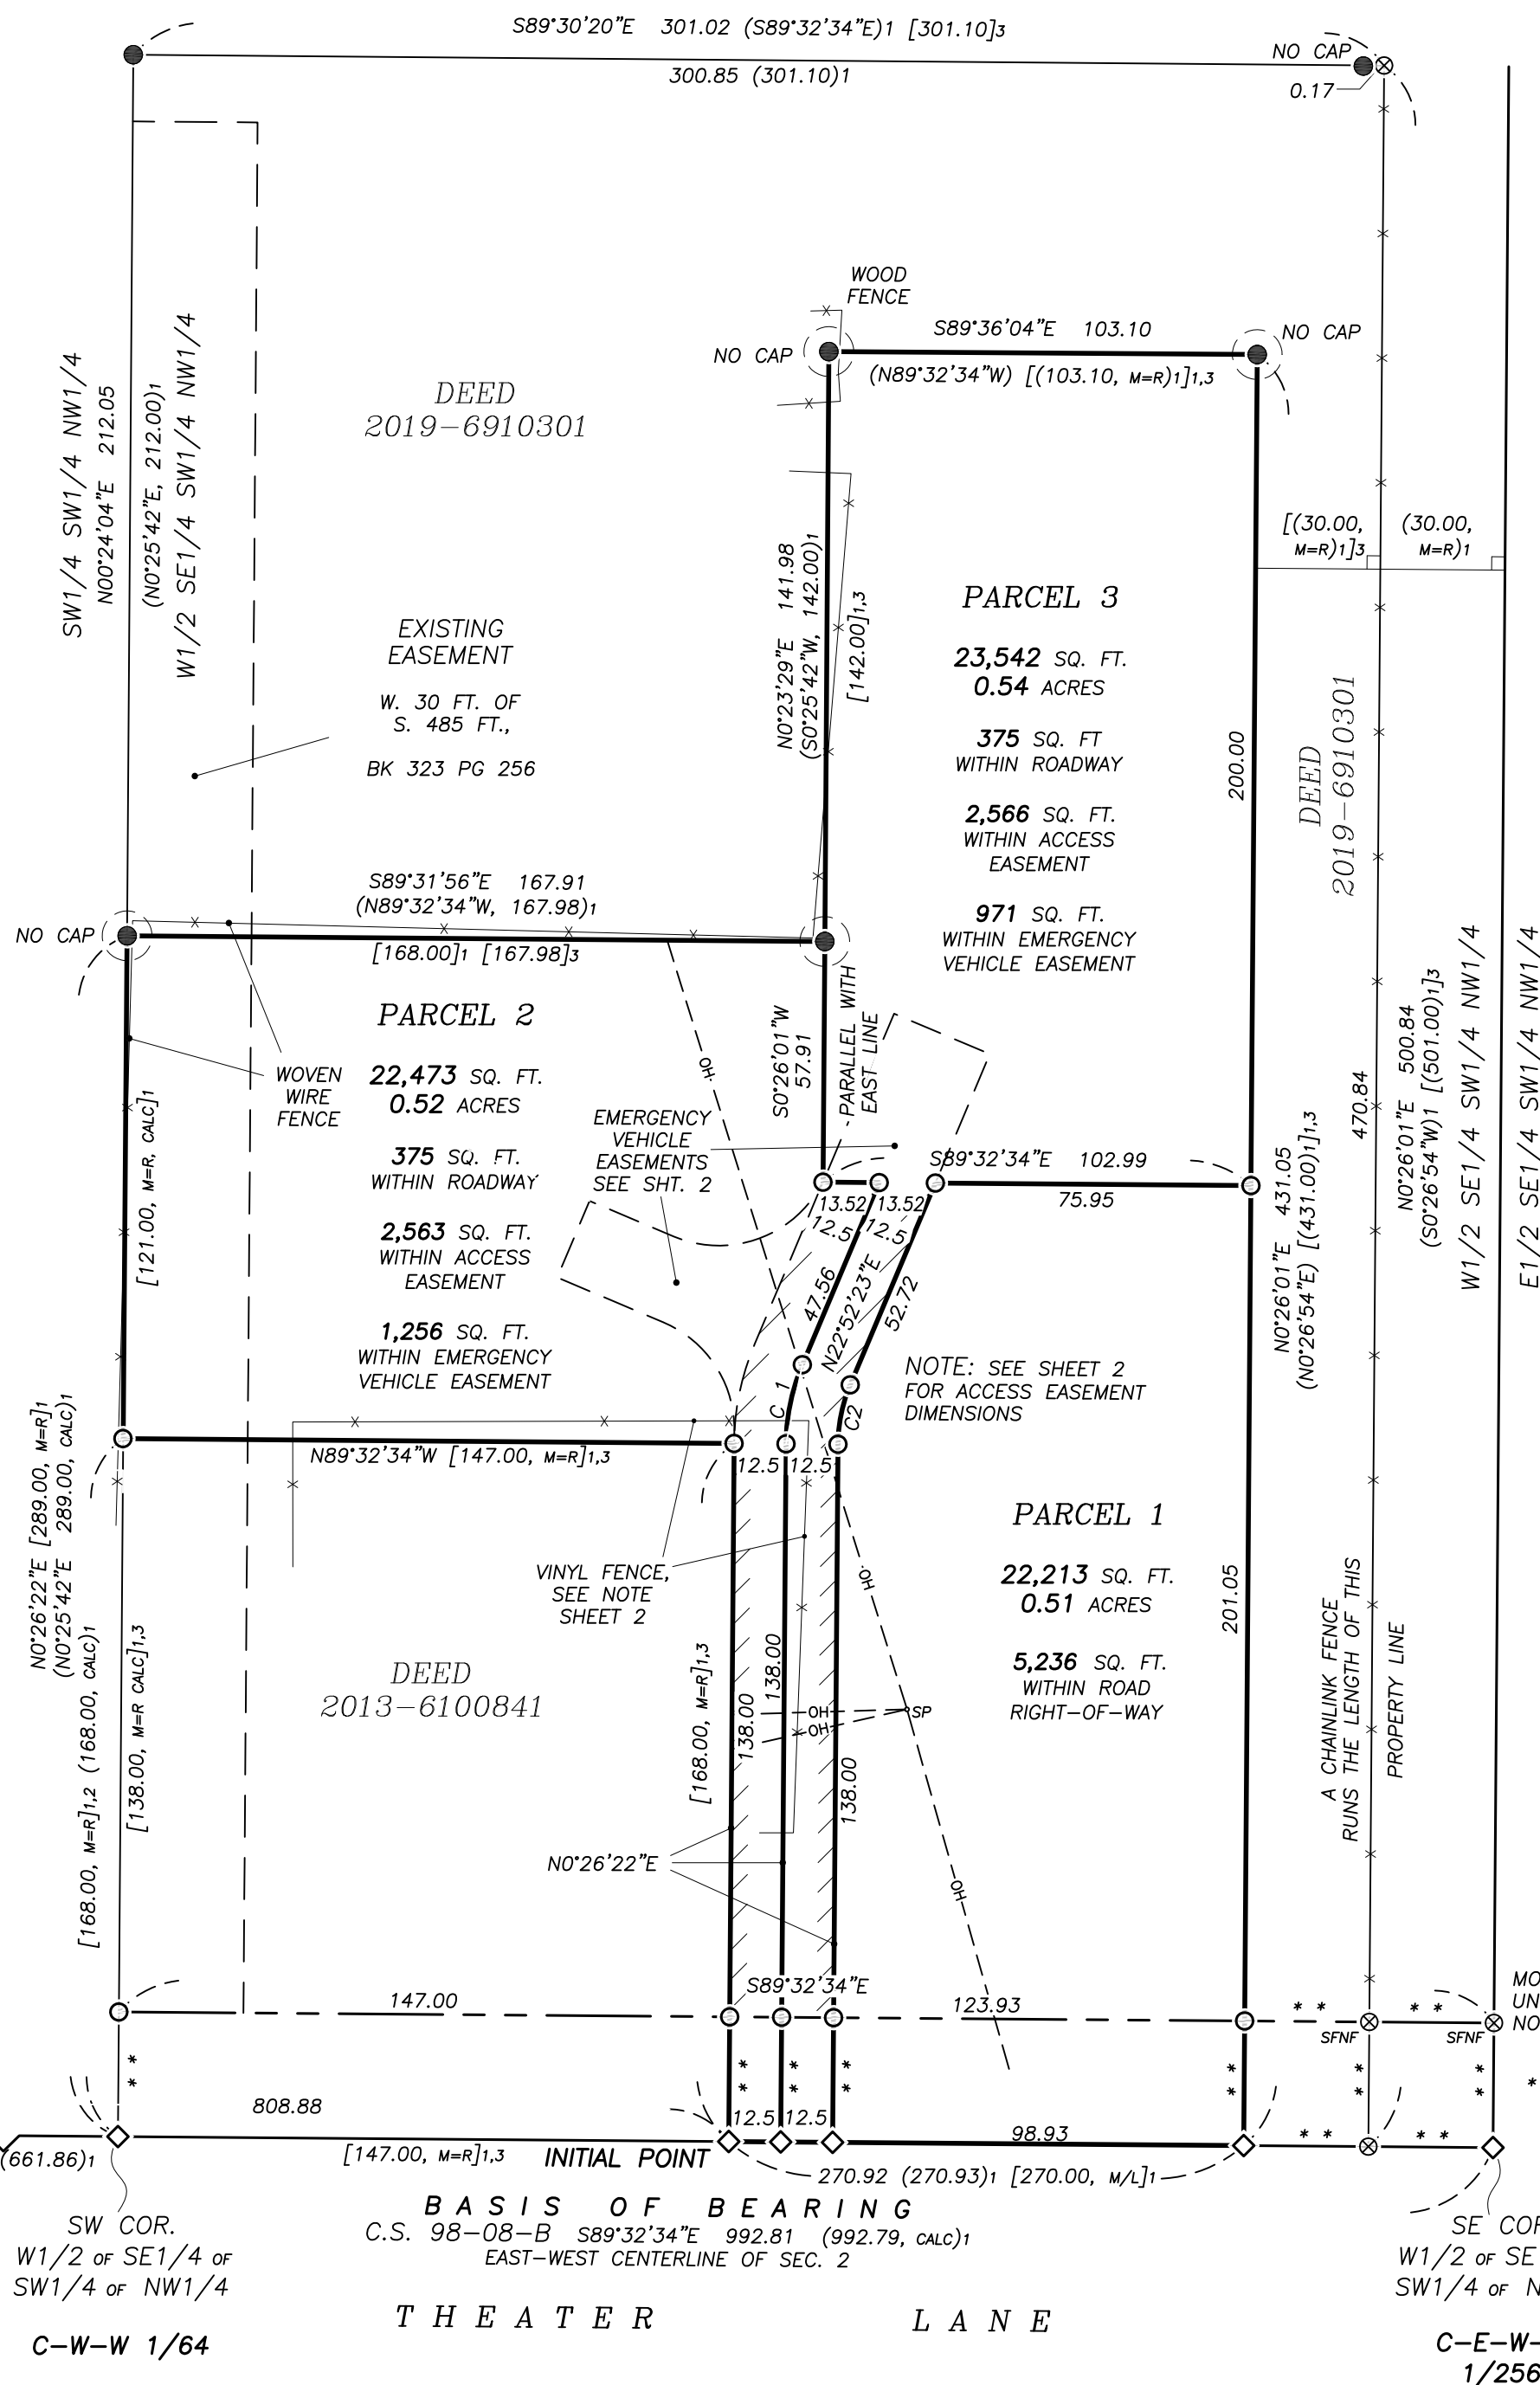 S89°30'20"E 301.02 (S89°32'34"E)1 [301.10]3
300.85 (301.10)1
NO CAP
0.17
WOOD
FENCE
NO CAP
S89°36'04"E 103.10
(N89°32'34"W) [(103.10, M=R)1]1,3
NO CAP
SW1/4 SW1/4 NW1/4
N00°24'04"E 212.05
(N0°25'42"E, 212.00)1
W1/2 SE1/4 SW1/4 NW1/4
DEED
2019-6910301
EXISTING
EASEMENT
W. 30 FT. OF
S. 485 FT.,
BK 323 PG 256
N0°23'29"E 141.98
(S0°25'42"W, 142.00)1
[142.00]1,3
PARCEL 3
23,542 SQ. FT.
0.54 ACRES
375 SQ. FT
WITHIN ROADWAY
2,566 SQ. FT.
WITHIN ACCESS
EASEMENT
971 SQ. FT.
WITHIN EMERGENCY
VEHICLE EASEMENT
200.00
[(30.00,
M=R)1]3
(30.00,
M=R)1
DEED
2019-6910301
S89°31'56"E 167.91
(N89°32'34"W, 167.98)1
NO CAP
[168.00]1 [167.98]3
PARCEL 2
22,473 SQ. FT.
0.52 ACRES
375 SQ. FT.
WITHIN ROADWAY
2,563 SQ. FT.
WITHIN ACCESS
EASEMENT
1,256 SQ. FT.
WITHIN EMERGENCY
VEHICLE EASEMENT
WOVEN
WIRE
FENCE
[121.00, M=R, CALC]1
EMERGENCY
VEHICLE
EASEMENTS
SEE SHT. 2
OH
S0°26'01"W
57.91
PARALLEL WITH
EAST LINE
S89°32'34"E 102.99
75.95
13.52 13.52
12.5 12.5
47.56
N22°52'23"E
52.72
C 1
C2
NOTE: SEE SHEET 2
FOR ACCESS EASEMENT
DIMENSIONS
N0°26'01"E 431.05
(N0°26'54"E) [(431.00)1]1,3
470.84
N0°26'01"E 500.84
(S0°26'54"W)1 [(501.00)1]3
W1/2 SE1/4 SW1/4 NW1/4
E1/2 SE1/4 SW1/4 NW1/4
N89°32'34"W [147.00, M=R]1,3
12.5 12.5
N0°26'22"E [289.00, M=R]1
(N0°25'42"E 289.00, CALC)1
[168.00, M=R]1,2 (168.00, CALC)1
[138.00, M=R CALC]1,3
VINYL FENCE,
SEE NOTE
SHEET 2
DEED
2013-6100841
[168.00, M=R]1,3
138.00
138.00
138.00
OH
OH
OH
SP
OH
PARCEL 1
22,213 SQ. FT.
0.51 ACRES
5,236 SQ. FT.
WITHIN ROAD
RIGHT-OF-WAY
201.05
A CHAINLINK FENCE
RUNS THE LENGTH OF THIS
PROPERTY LINE
N0°26'22"E
S89°32'34"E
147.00
123.93
* *
* *
SFNF
SFNF
MO
UN
NO
* *
* *
* *
* *
* *
* *
* *
*
808.88
12.5 12.5
98.93
* *
* *
(661.86)1
[147.00, M=R]1,3
INITIAL POINT
270.92 (270.93)1 [270.00, M/L]1
BASIS OF BEARING
C.S. 98-08-B S89°32'34"E 992.81 (992.79, CALC)1
EAST-WEST CENTERLINE OF SEC. 2
SW COR.
W1/2 OF SE1/4 OF
SW1/4 OF NW1/4
C-W-W 1/64
THEATER LANE
SE COR
W1/2 OF SE
SW1/4 OF N
C-E-W-
1/256